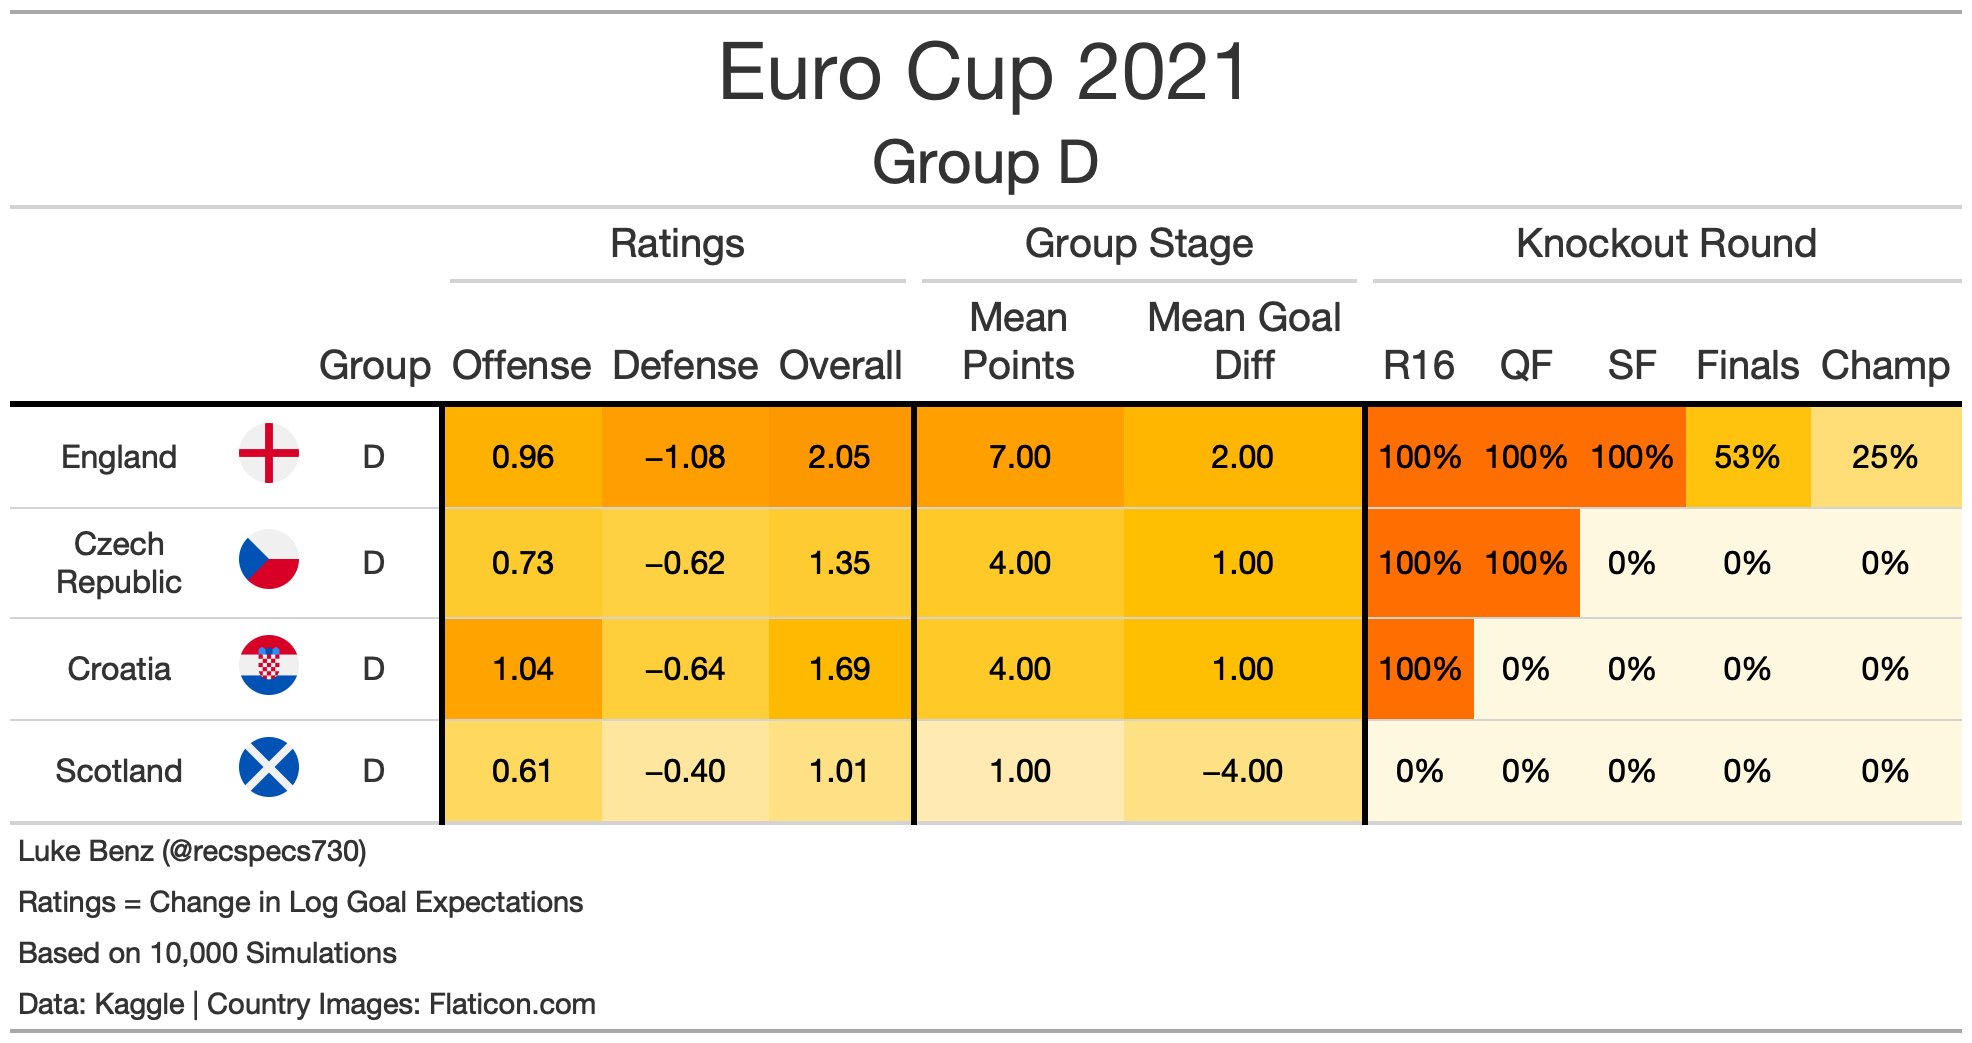 Euro Cup 2021
Group D
Ratings Group Stage Knockout Round
Mean Mean Goal
Group Offense Defense Overall Points Diff R16 QF SF Finals Champ
England D 0.96 −1.08 2.05 7.00 2.00 100% 100% 100% 53% 25%
Czech
Republic D 0.73 −0.62 1.35 4.00 1.00 100% 100% 0% 0% 0%
Croatia D 1.04 −0.64 1.69 4.00 1.00 100% 0% 0% 0% 0%
Scotland D 0.61 −0.40 1.01 1.00 −4.00 0% 0% 0% 0% 0%
Luke Benz (@recspecs730)
Ratings = Change in Log Goal Expectations
Based on 10,000 Simulations
Data: Kaggle | Country Images: Flaticon.com